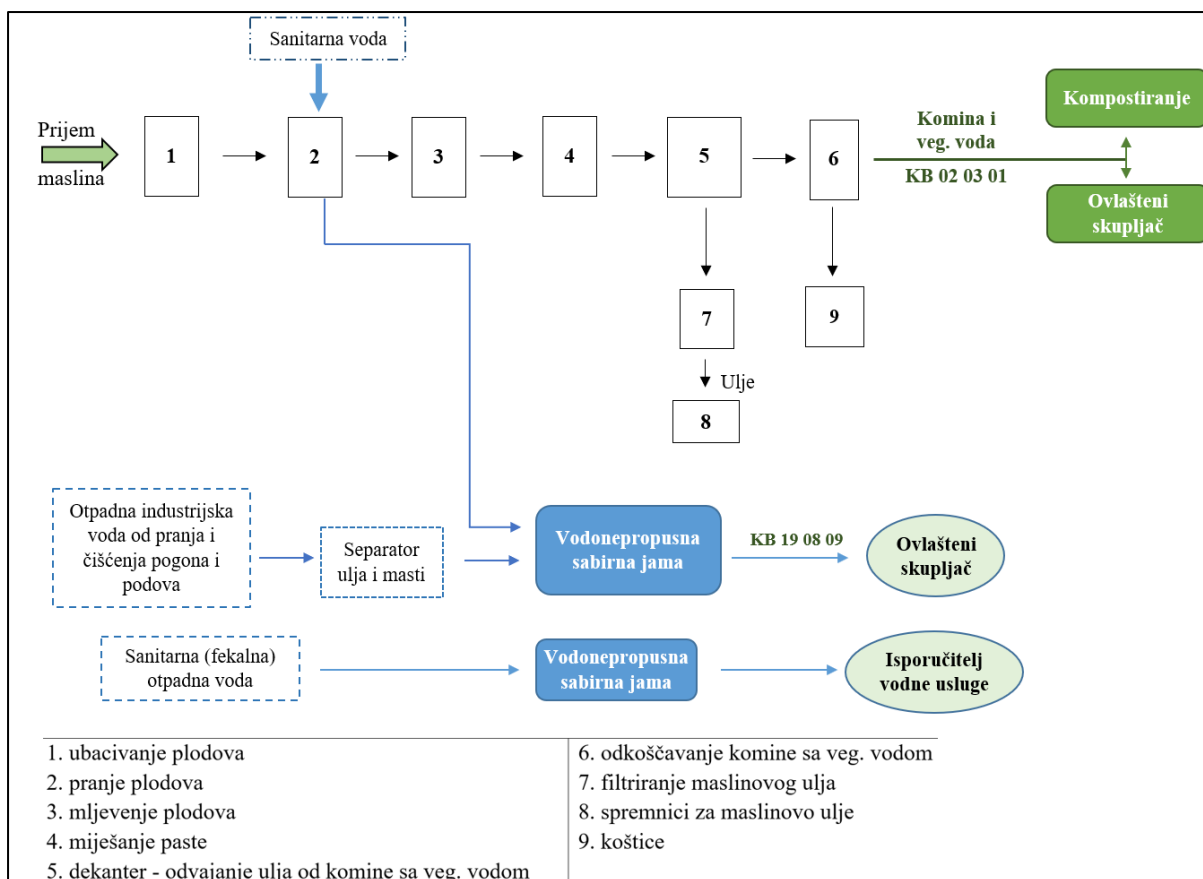 Sanitarna voda
Prijem
maslina
1
2
3
4
5
6
Komina i
veg. voda
KB 02 03 01
Kompostiranje
Ovlašteni
skupljač
7
9
Ulje
8
Otpadna industrijska
voda od pranja i
čišćenja pogona i
podova
Separator
ulja i masti
Vodonepropusna
sabirna jama
KB 19 08 09
Ovlašteni
skupljač
Sanitarna (fekalna)
otpadna voda
Vodonepropusna
sabirna jama
Isporučitelj
vodne usluge
1. ubacivanje plodova
2. pranje plodova
3. mljevenje plodova
4. miješanje paste
5. dekanter - odvajanje ulja od komine sa veg. vodom
6. odkoščavanje komine sa veg. vodom
7. filtriranje maslinovog ulja
8. spremnici za maslinovo ulje
9. koštice